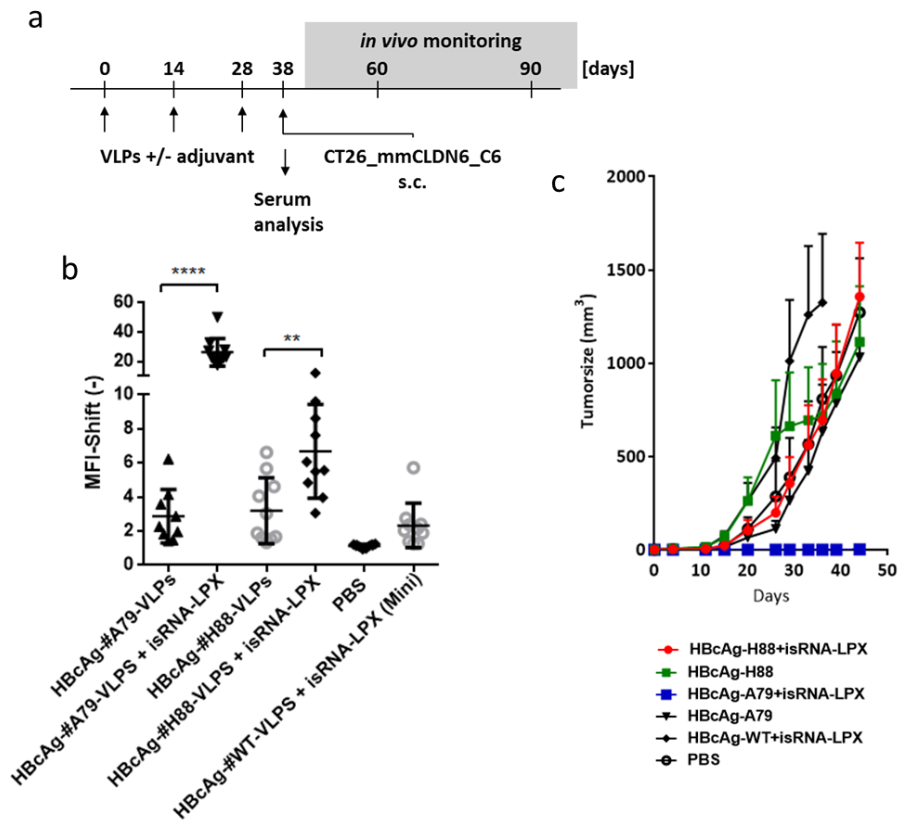 a
in vivo monitoring
0 14 28 38 60 90 [days]
VLPs +/- adjuvant
CT26_mmCLDN6_C6
s.c.
Serum
analysis
b
MFI-Shift (-)
60
40
20
10
8
6
4
2
0
****
**
HBcAg-#A79-VLPs
HBcAg-#A79-VLPS + isRNA-LPX
HBcAg-#H88-VLPs
HBcAg-#H88-VLPS + isRNA-LPX
PBS
HBcAg-#WT-VLPS + isRNA-LPX (Mini)
c
Tumorsize (mm3)
2000
1500
1000
500
0
0 10 20 30 40 50
Days
HBcAg-H88+isRNA-LPX
HBcAg-H88
HBcAg-A79+isRNA-LPX
HBcAg-A79
HBcAg-WT+isRNA-LPX
PBS